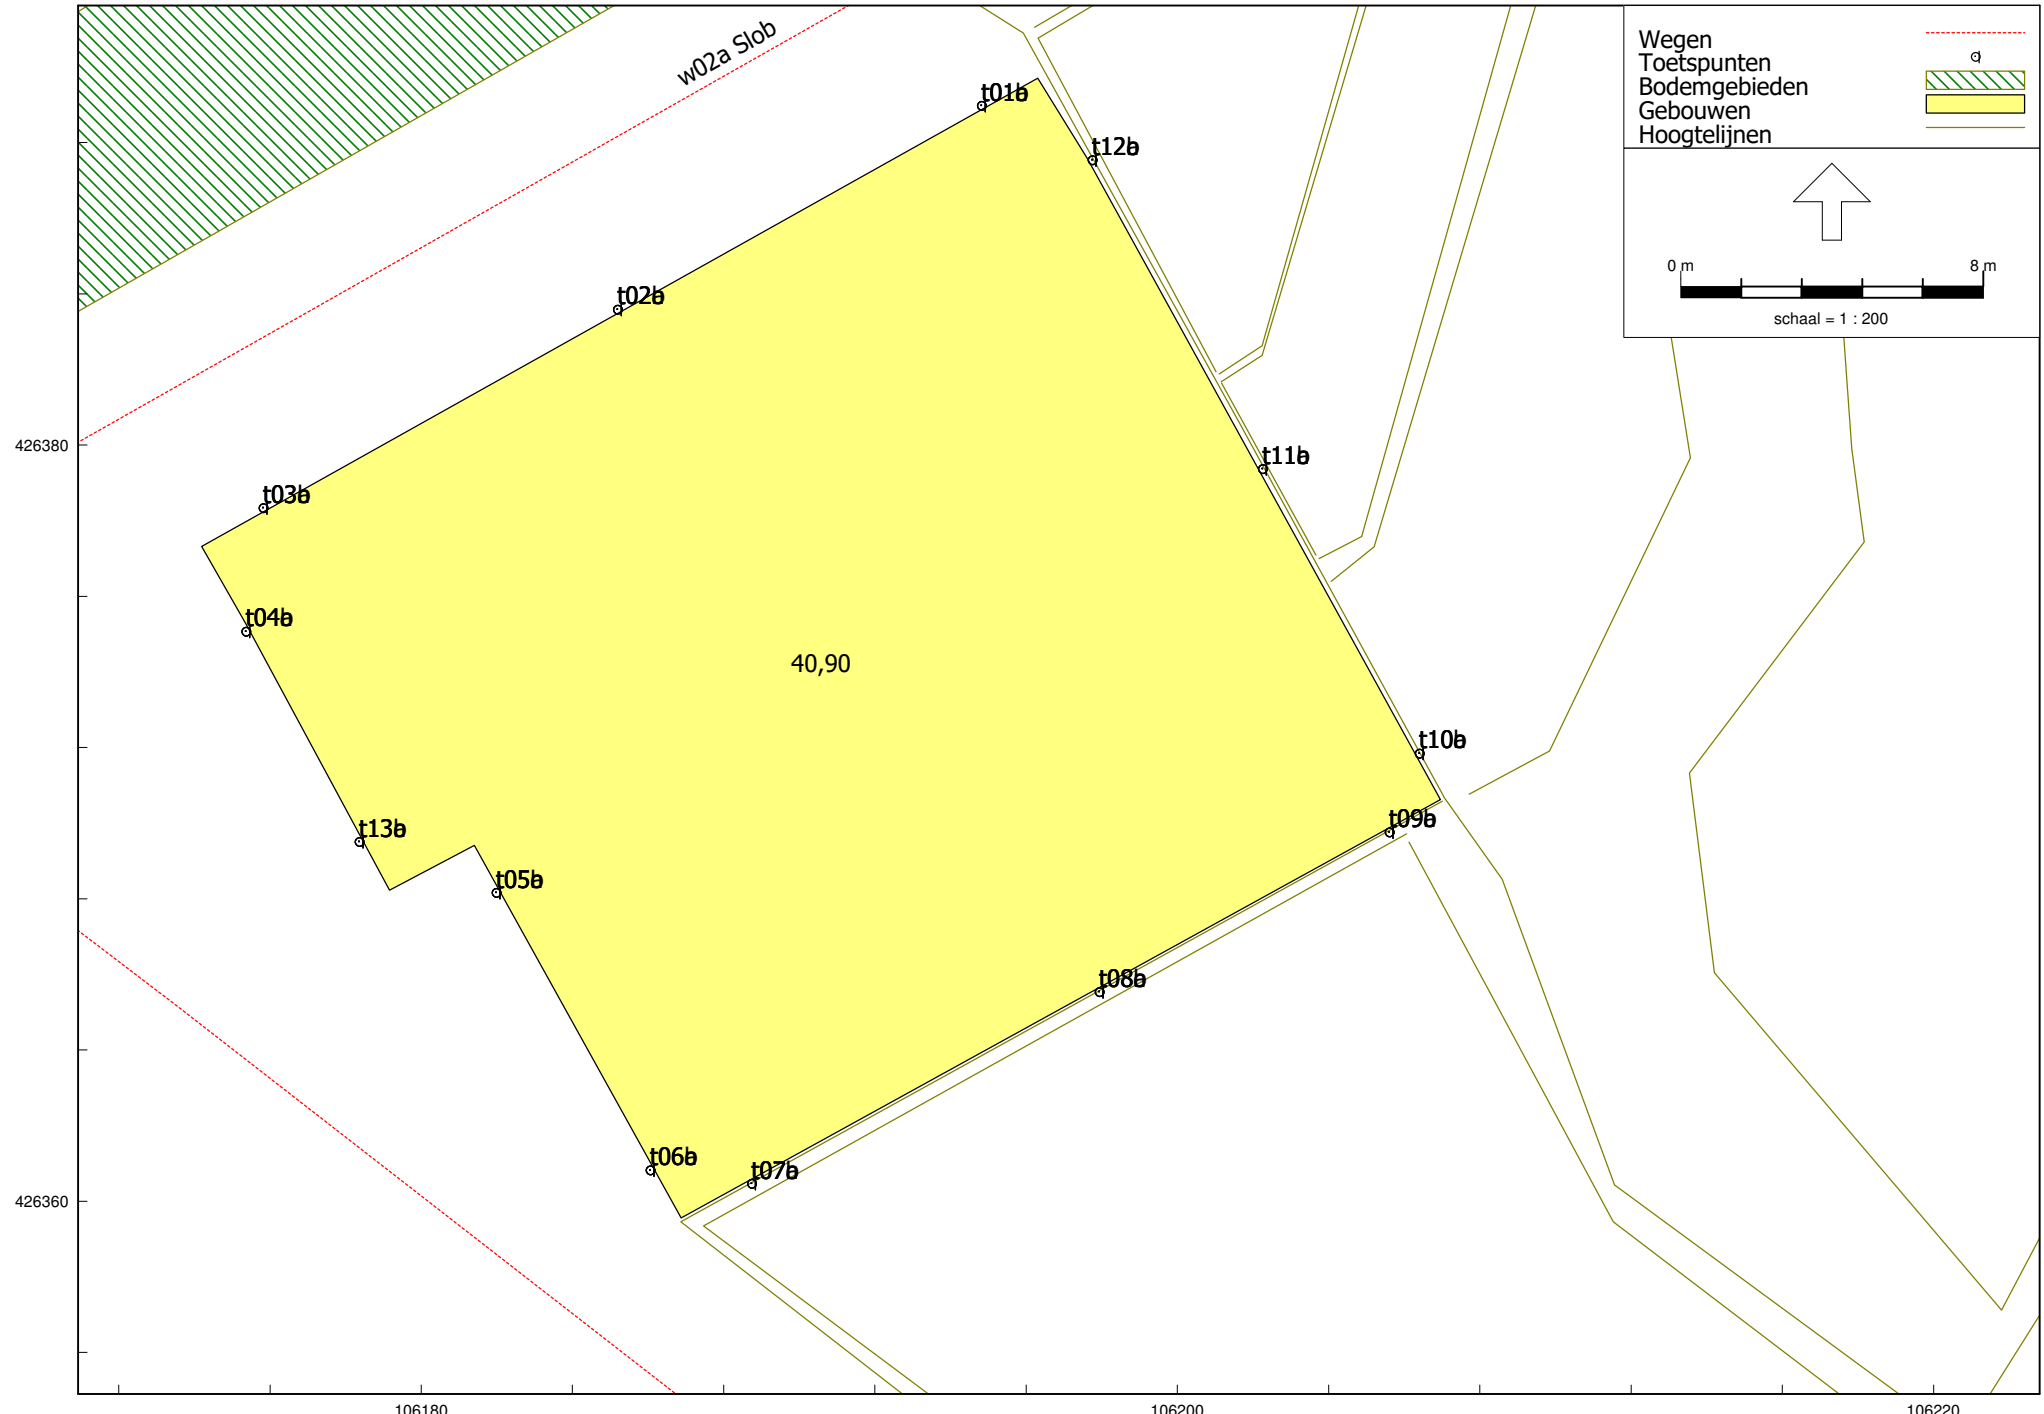 w02a Slob
Wegen
Toetspunten
Bodemgebieden
Gebouwen
Hoogtelijnen
0 m 8 m
schaal = 1 : 200
t01b
t12b
t02b
426380
t11b
t03b
t04b
40,90
t10a
t09b
t13b
t05b
t08b
t06b
t07b
426360
106180 106200 106220